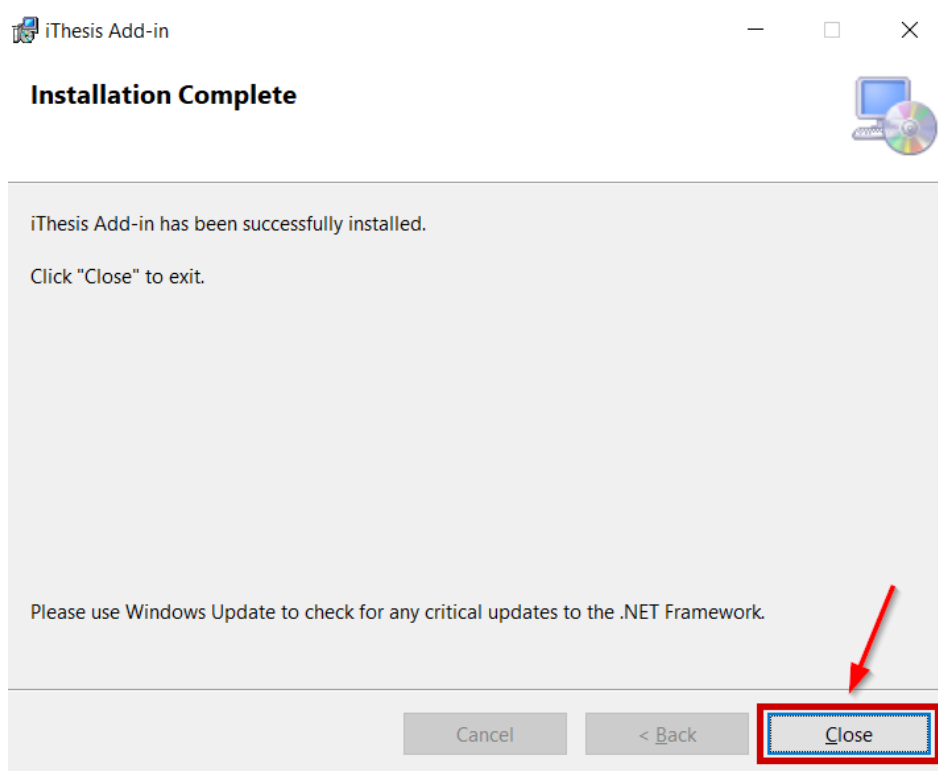 iThesis Add-in
Installation Complete
iThesis Add-in has been successfully installed.
Click "Close" to exit.
Please use Windows Update to check for any critical updates to the .NET Framework.
Cancel
< Back
Close